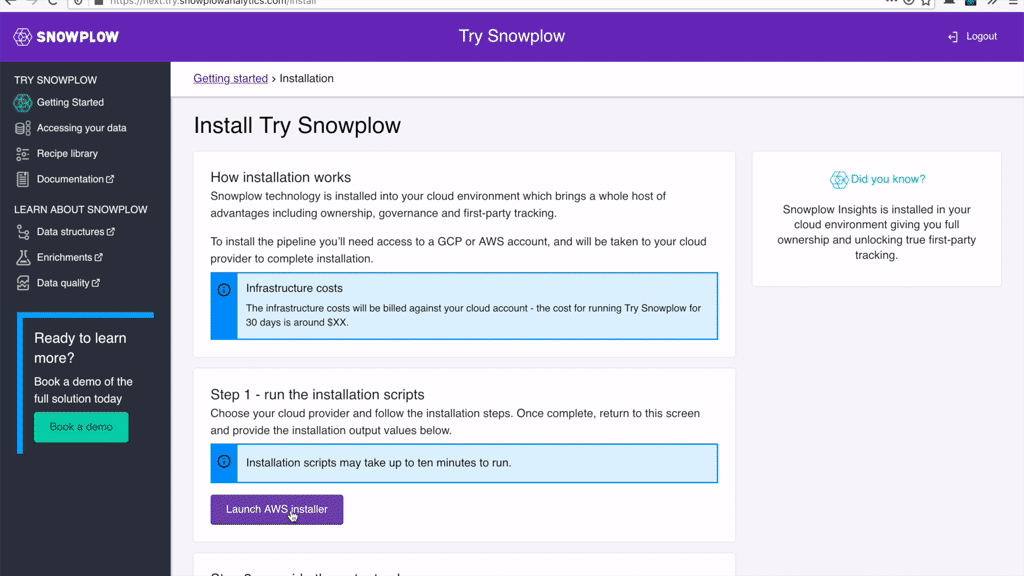 https://next.try.snowplowanalytics.com/install
SNOWPLOW
Try Snowplow
Logout
TRY SNOWPLOW
Getting Started
Accessing your data
Recipe library
Documentation
LEARN ABOUT SNOWPLOW
Data structures
Enrichments
Data quality
Ready to learn
more?
Book a demo of the
full solution today
Book a demo
Getting started › Installation
Install Try Snowplow
How installation works
Snowplow technology is installed into your cloud environment which brings a whole host of
advantages including ownership, governance and first-party tracking.
To install the pipeline you’ll need access to a GCP or AWS account, and will be taken to your cloud
provider to complete installation.
Infrastructure costs
The infrastructure costs will be billed against your cloud account - the cost for running Try Snowplow for
30 days is around $XX.
Step 1 - run the installation scripts
Choose your cloud provider and follow the installation steps. Once complete, return to this screen
and provide the installation output values below.
Installation scripts may take up to ten minutes to run.
Launch AWS installer
Did you know?
Snowplow Insights is installed in your
cloud environment giving you full
ownership and unlocking true first-party
tracking.